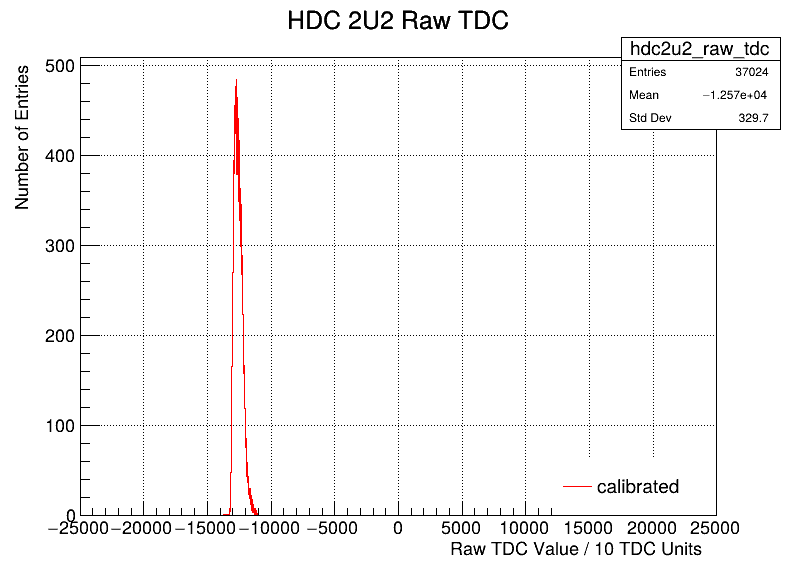 HDC 2U2 Raw TDC
hdc2u2_raw_tdc
Entries 37024
Mean −1.257e+04
Std Dev 329.7
Number of Entries
500
400
300
200
100
0
−25000 −20000 −15000 −10000 −5000 0 5000 10000 15000 20000 25000
Raw TDC Value / 10 TDC Units
calibrated